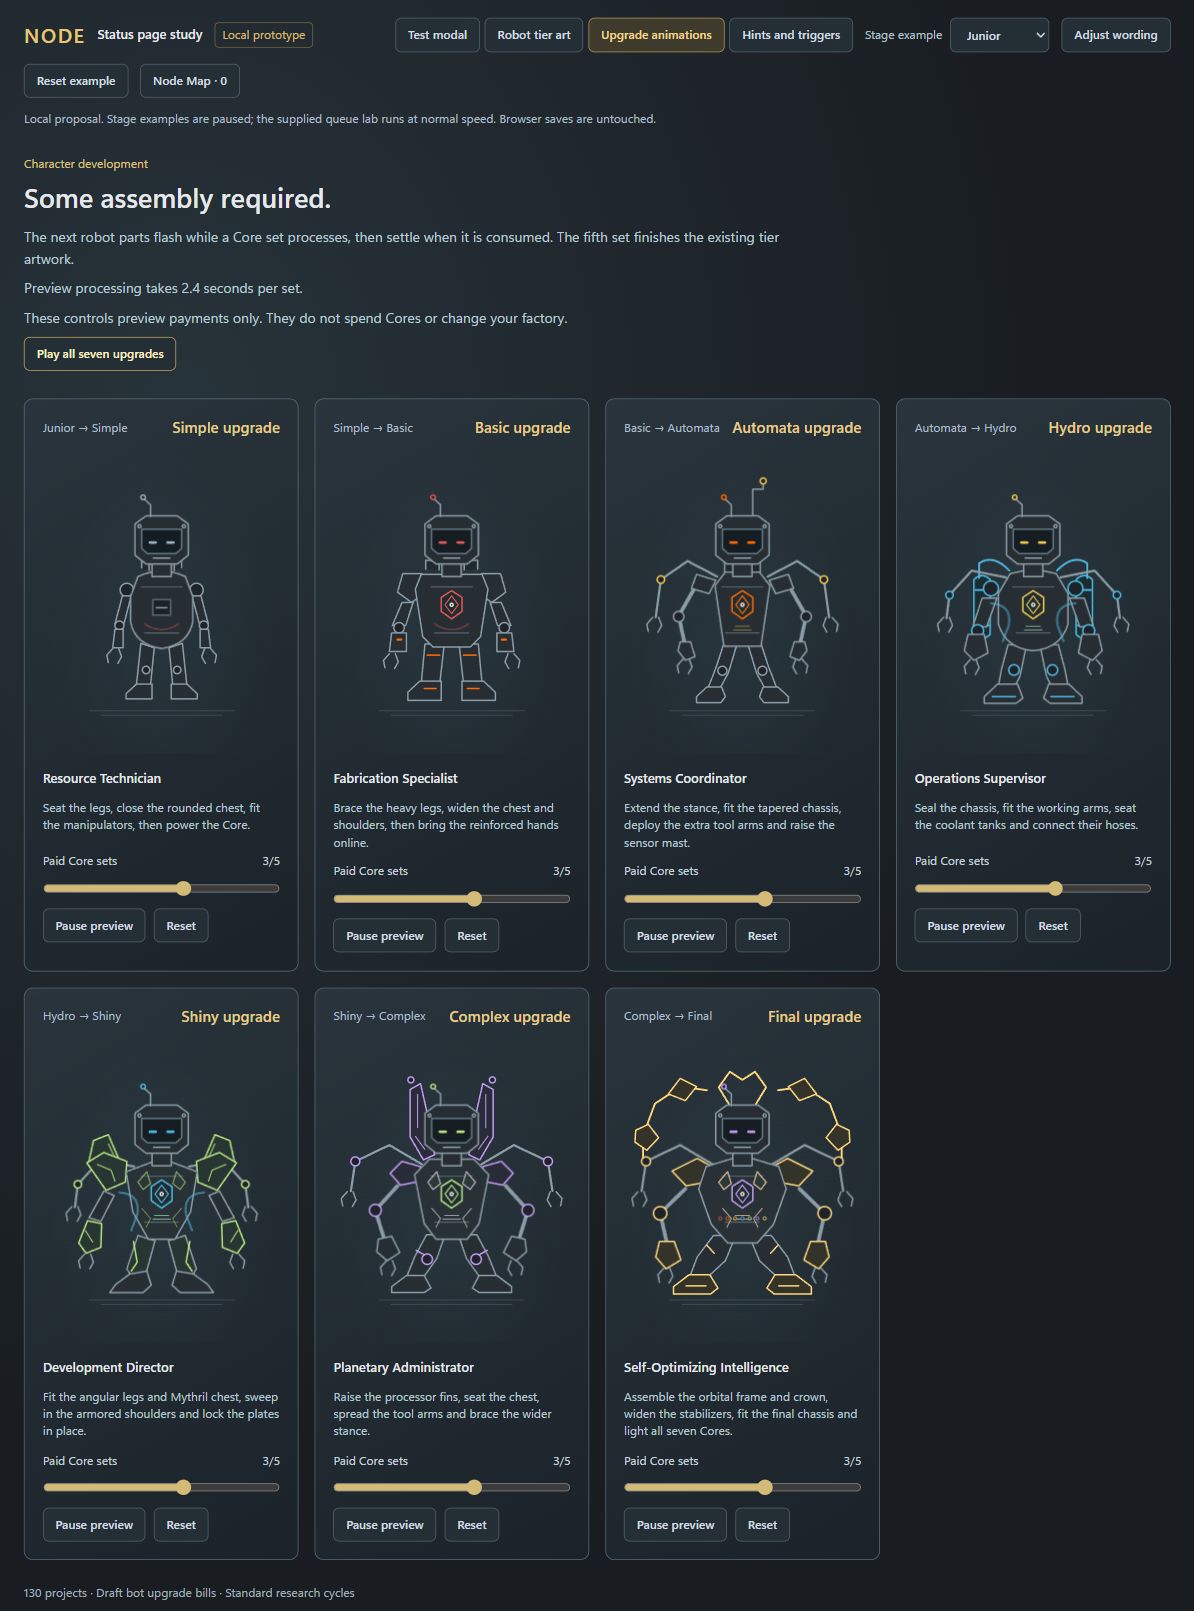 NODE Status page study Local prototype Test modal Robot tier art Upgrade animations Hints and triggers Stage example Junior Adjust wording
Reset example Node Map · 0
Local proposal. Stage examples are paused; the supplied queue lab runs at normal speed. Browser saves are untouched.
Character development
Some assembly required.
The next robot parts flash while a Core set processes, then settle when it is consumed. The fifth set finishes the existing tier
artwork.
Preview processing takes 2.4 seconds per set.
These controls preview payments only. They do not spend Cores or change your factory.
Play all seven upgrades
Junior → Simple Simple upgrade
Resource Technician
Seat the legs, close the rounded chest, fit
the manipulators, then power the Core.
Paid Core sets 3/5
Pause preview Reset
Simple → Basic Basic upgrade
Fabrication Specialist
Brace the heavy legs, widen the chest and
shoulders, then bring the reinforced hands
online.
Paid Core sets 3/5
Pause preview Reset
Basic → Automata Automata upgrade
Systems Coordinator
Extend the stance, fit the tapered chassis,
deploy the extra tool arms and raise the
sensor mast.
Paid Core sets 3/5
Pause preview Reset
Automata → Hydro Hydro upgrade
Operations Supervisor
Seal the chassis, fit the working arms, seat
the coolant tanks and connect their hoses.
Paid Core sets 3/5
Pause preview Reset
Hydro → Shiny Shiny upgrade
Development Director
Fit the angular legs and Mythril chest, sweep
in the armored shoulders and lock the plates
in place.
Paid Core sets 3/5
Pause preview Reset
Shiny → Complex Complex upgrade
Planetary Administrator
Raise the processor fins, seat the chest,
spread the tool arms and brace the wider
stance.
Paid Core sets 3/5
Pause preview Reset
Complex → Final Final upgrade
Self-Optimizing Intelligence
Assemble the orbital frame and crown,
widen the stabilizers, fit the final chassis and
light all seven Cores.
Paid Core sets 3/5
Pause preview Reset
130 projects · Draft bot upgrade bills · Standard research cycles